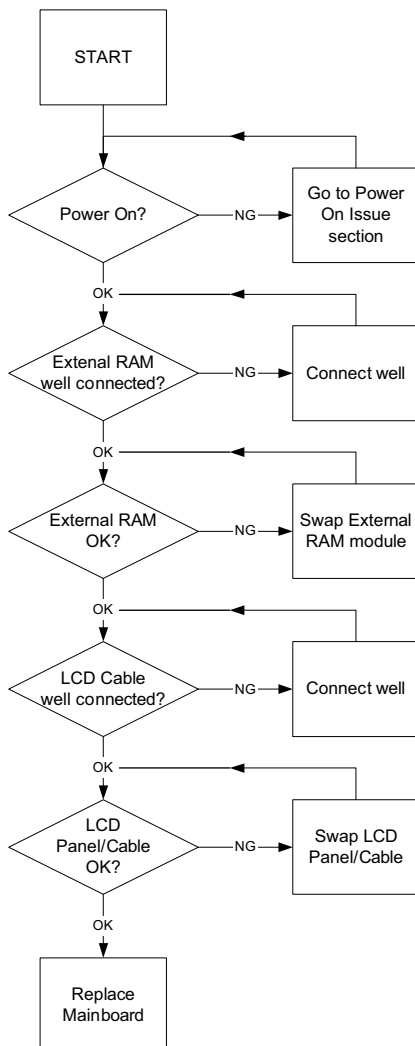 START
Power On?
NG
Go to Power
On Issue
section
OK
Extenal RAM
well connected?
NG
Connect well
OK
External RAM
OK?
NG
Swap External
RAM module
OK
LCD Cable
well connected?
NG
Connect well
OK
LCD
Panel/Cable
OK?
NG
Swap LCD
Panel/Cable
OK
Replace
Mainboard